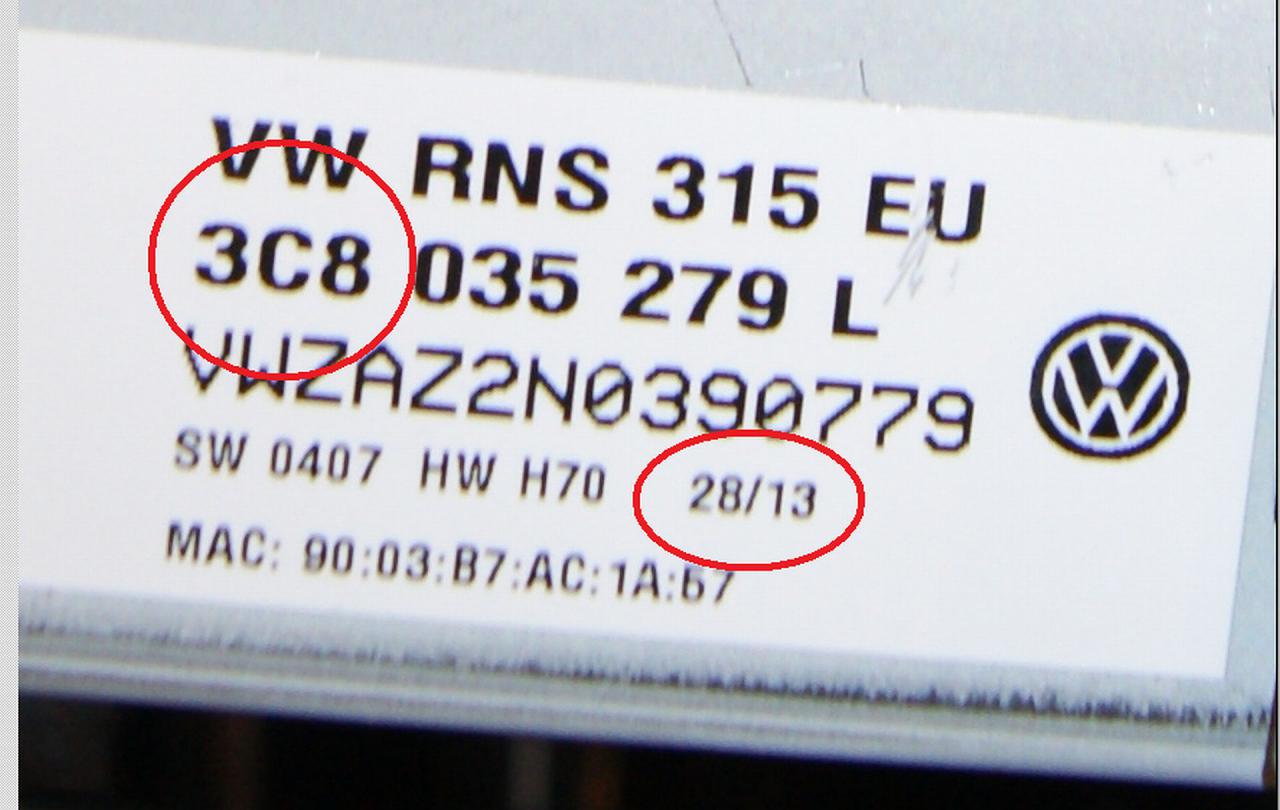 VW RNS 315 EU
3C8 035 279 L
VWZAZ2N0390779
SW 0407 HW H70 28/13
MAC: 90:03:B7:AC:1A:67